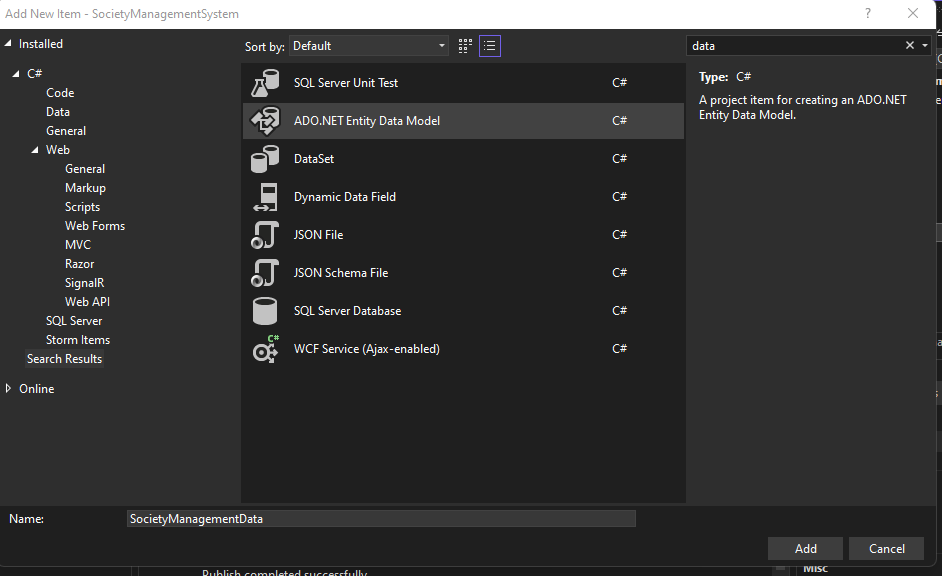 Add New Item - SocietyManagementSystem
?
Installed
Sort by: Default
data
C#
Code
Data
General
Web
General
Markup
Scripts
Web Forms
MVC
Razor
SignalR
Web API
SQL Server
Storm Items
Search Results
Online
SQL Server Unit Test C#
ADO.NET Entity Data Model C#
DataSet C#
Dynamic Data Field C#
JSON File C#
JSON Schema File C#
SQL Server Database C#
C#
WCF Service (Ajax-enabled) C#
Type: C#
A project item for creating an ADO.NET
Entity Data Model.
Name: SocietyManagementData
Add Cancel
Publish completed successfully
Misc